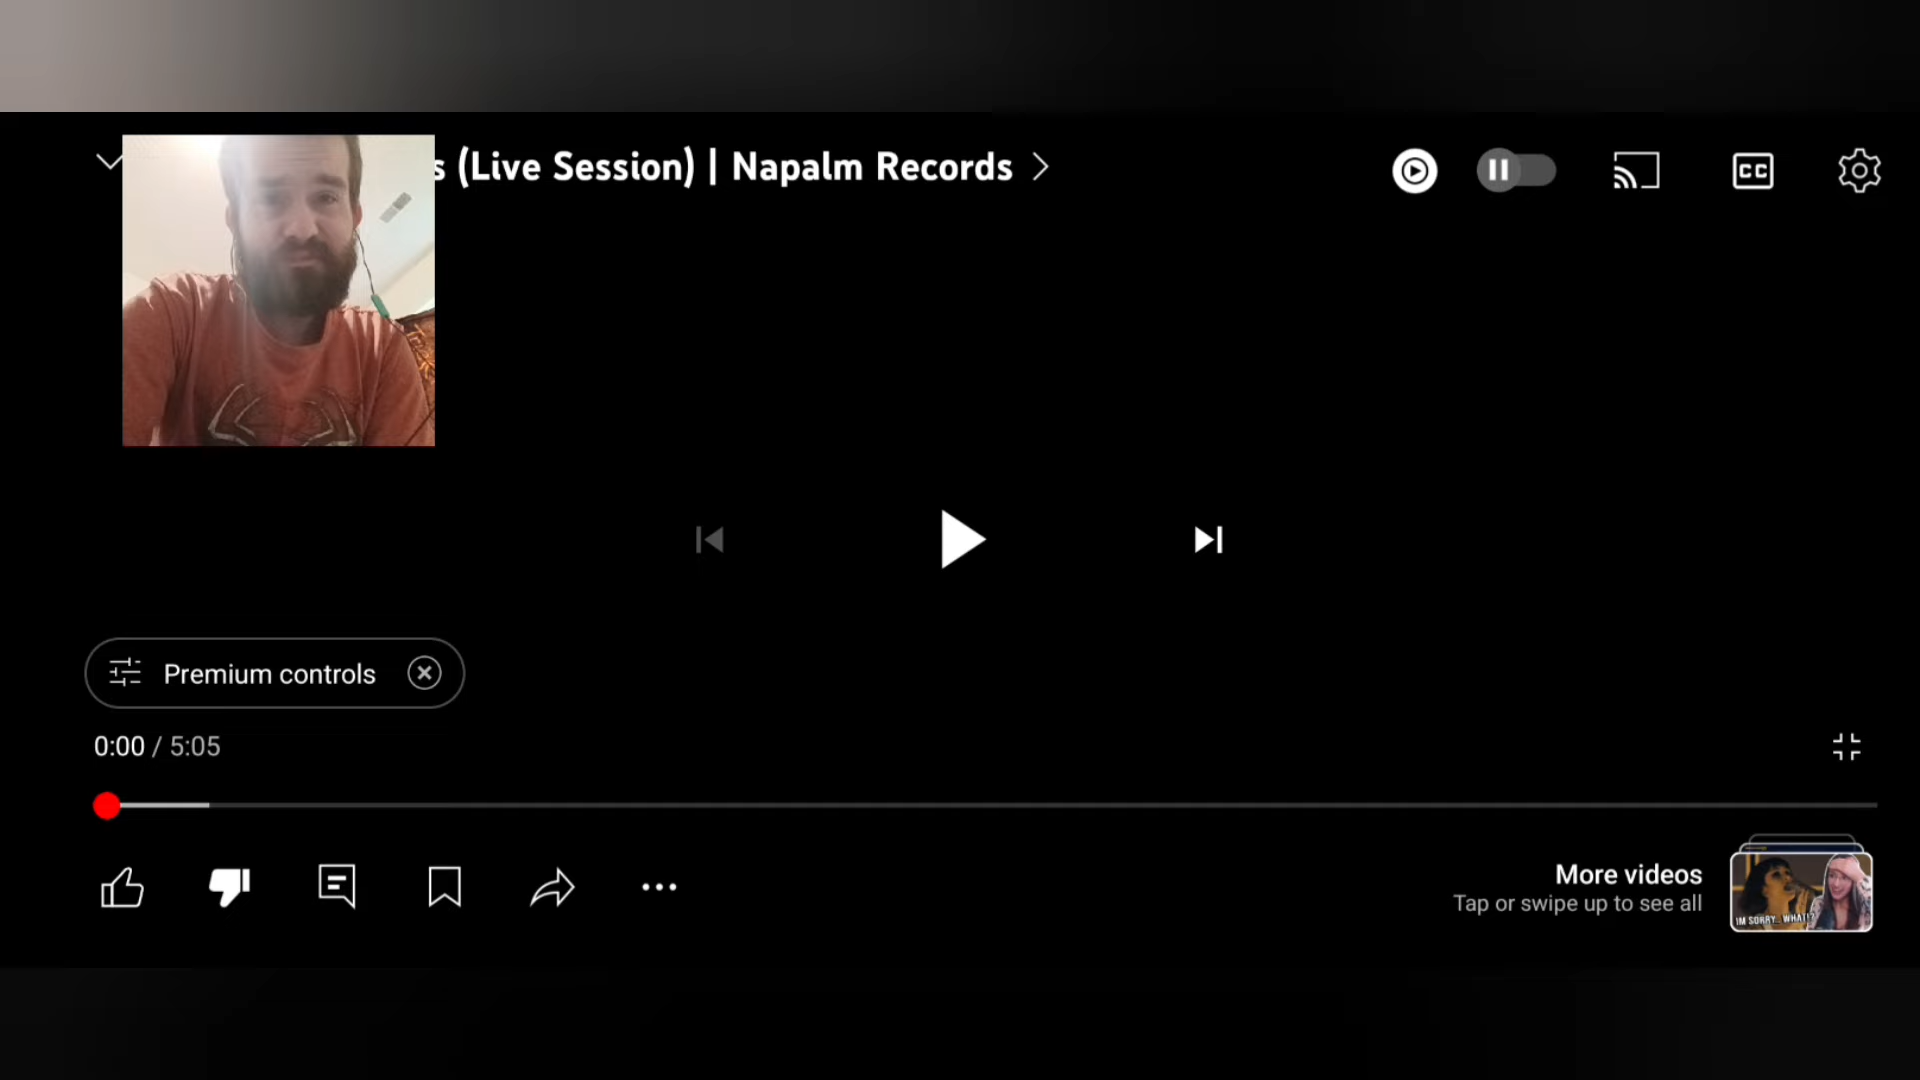 s (Live Session) | Napalm Records
CC
Premium controls
0:00 / 5:05
More videos
Tap or swipe up to see all
IM SORRY.. WHAT!?